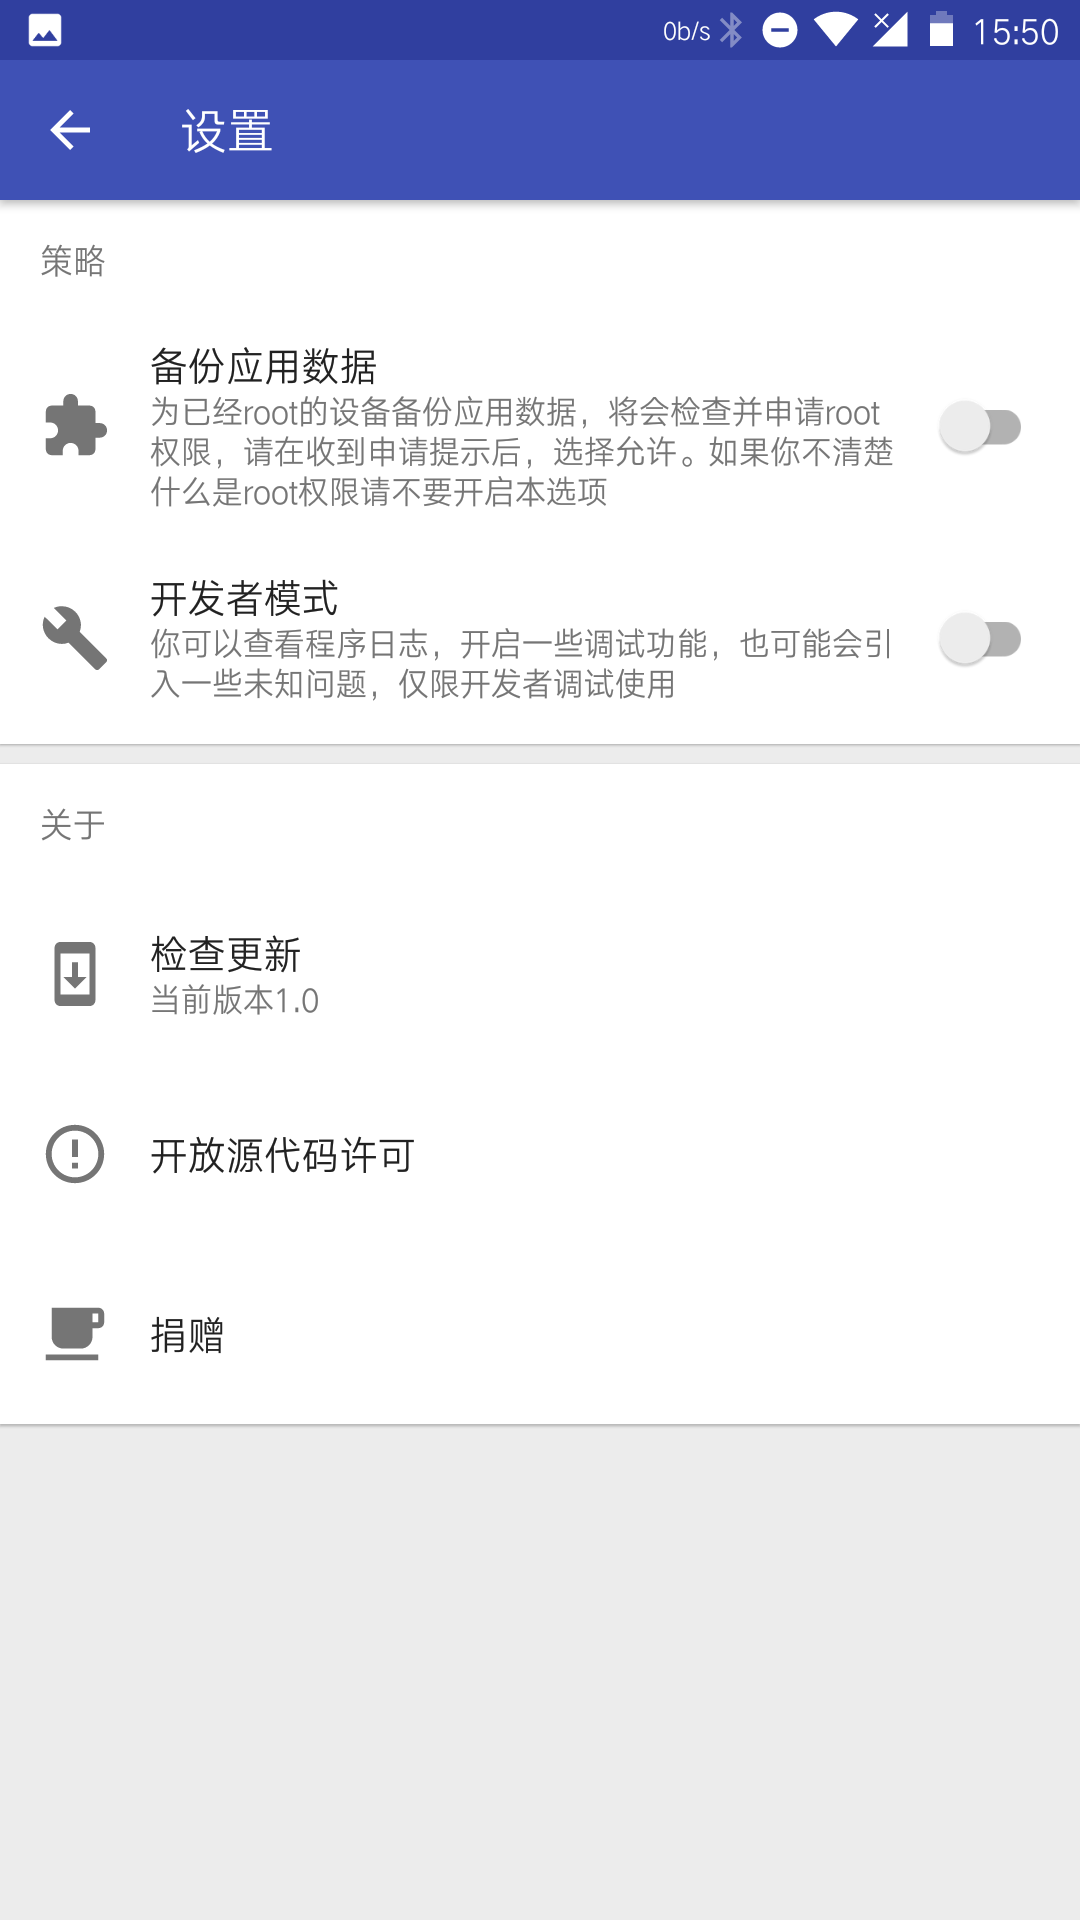 0b/s 15:50
设置
策略
备份应用数据
为已经root的设备备份应用数据，将会检查并申请root
权限，请在收到申请提示后，选择允许。如果你不清楚
什么是root权限请不要开启本选项
开发者模式
你可以查看程序日志，开启一些调试功能，也可能会引
入一些未知问题，仅限开发者调试使用
关于
检查更新
当前版本1.0
开放源代码许可
捐赠